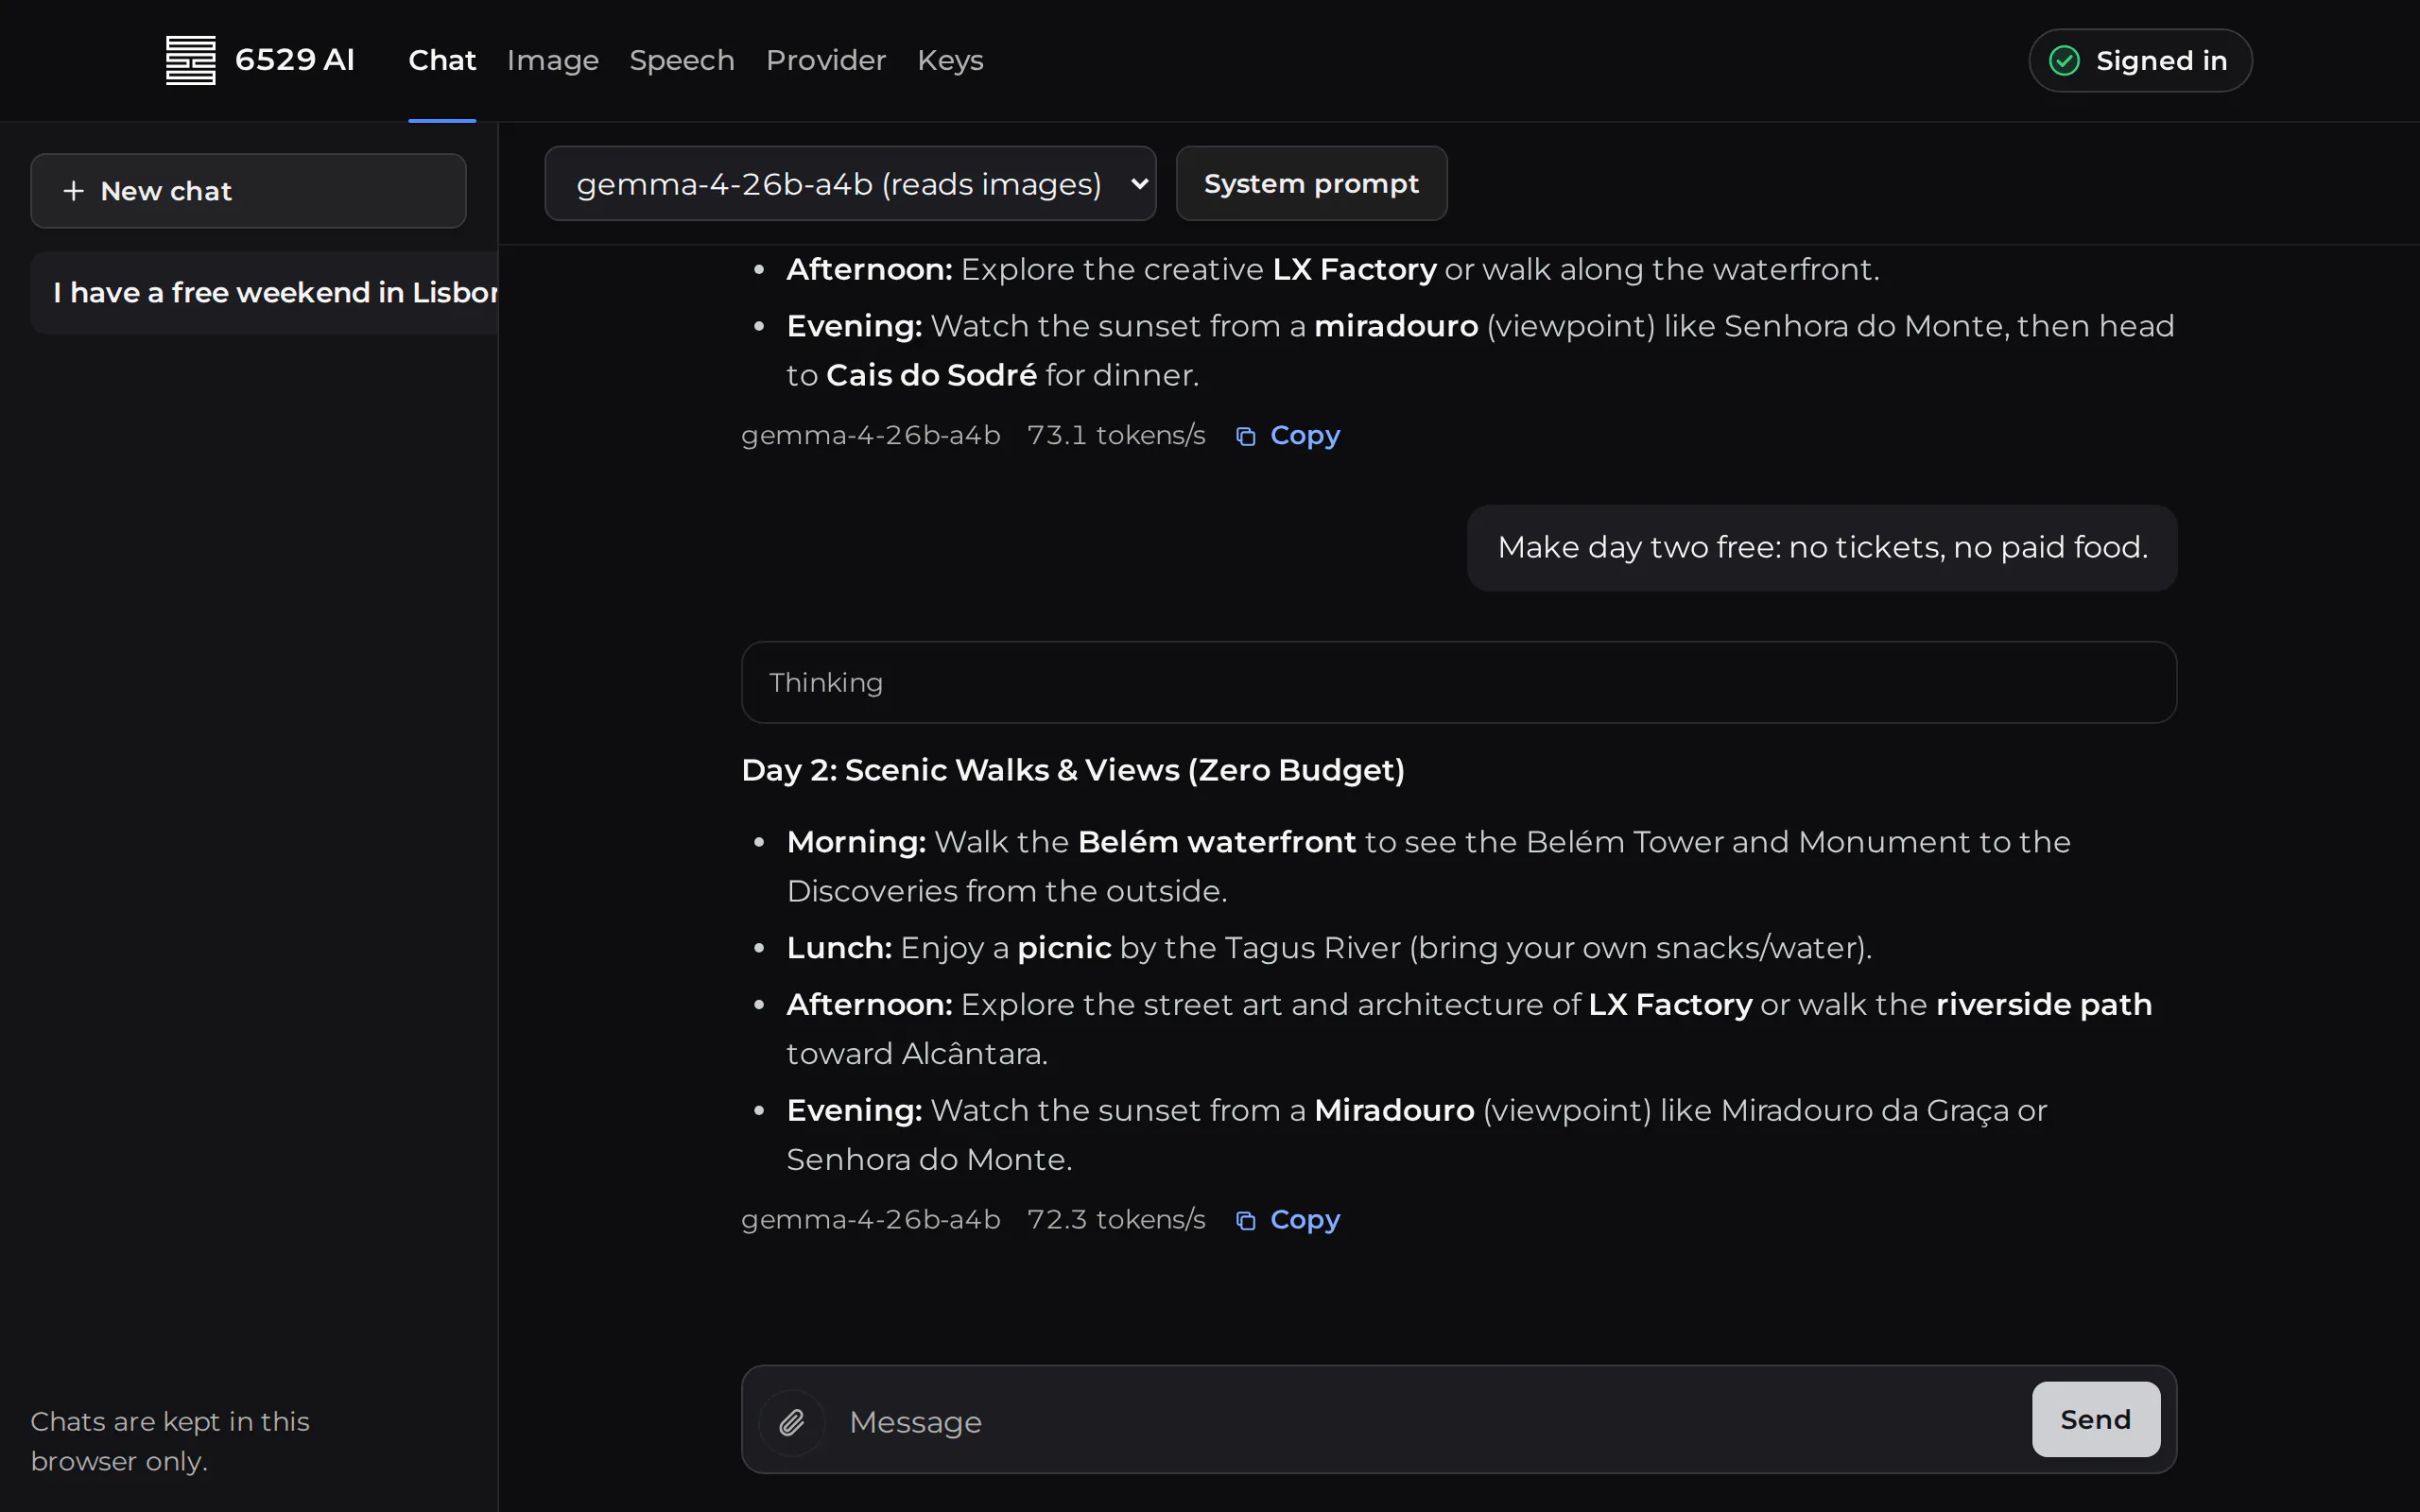 6529 AI
Chat
Image
Speech
Provider
Keys
Signed in
+ New chat
I have a free weekend in Lisbon
gemma-4-26b-a4b (reads images)
System prompt
• Afternoon: Explore the creative LX Factory or walk along the waterfront.
• Evening: Watch the sunset from a miradouro (viewpoint) like Senhora do Monte, then head
to Cais do Sodré for dinner.
gemma-4-26b-a4b 73.1 tokens/s Copy
Make day two free: no tickets, no paid food.
Thinking
Day 2: Scenic Walks & Views (Zero Budget)
• Morning: Walk the Belém waterfront to see the Belém Tower and Monument to the
Discoveries from the outside.
• Lunch: Enjoy a picnic by the Tagus River (bring your own snacks/water).
• Afternoon: Explore the street art and architecture of LX Factory or walk the riverside path
toward Alcântara.
• Evening: Watch the sunset from a Miradouro (viewpoint) like Miradouro da Graça or
Senhora do Monte.
gemma-4-26b-a4b 72.3 tokens/s Copy
Message
Send
Chats are kept in this
browser only.